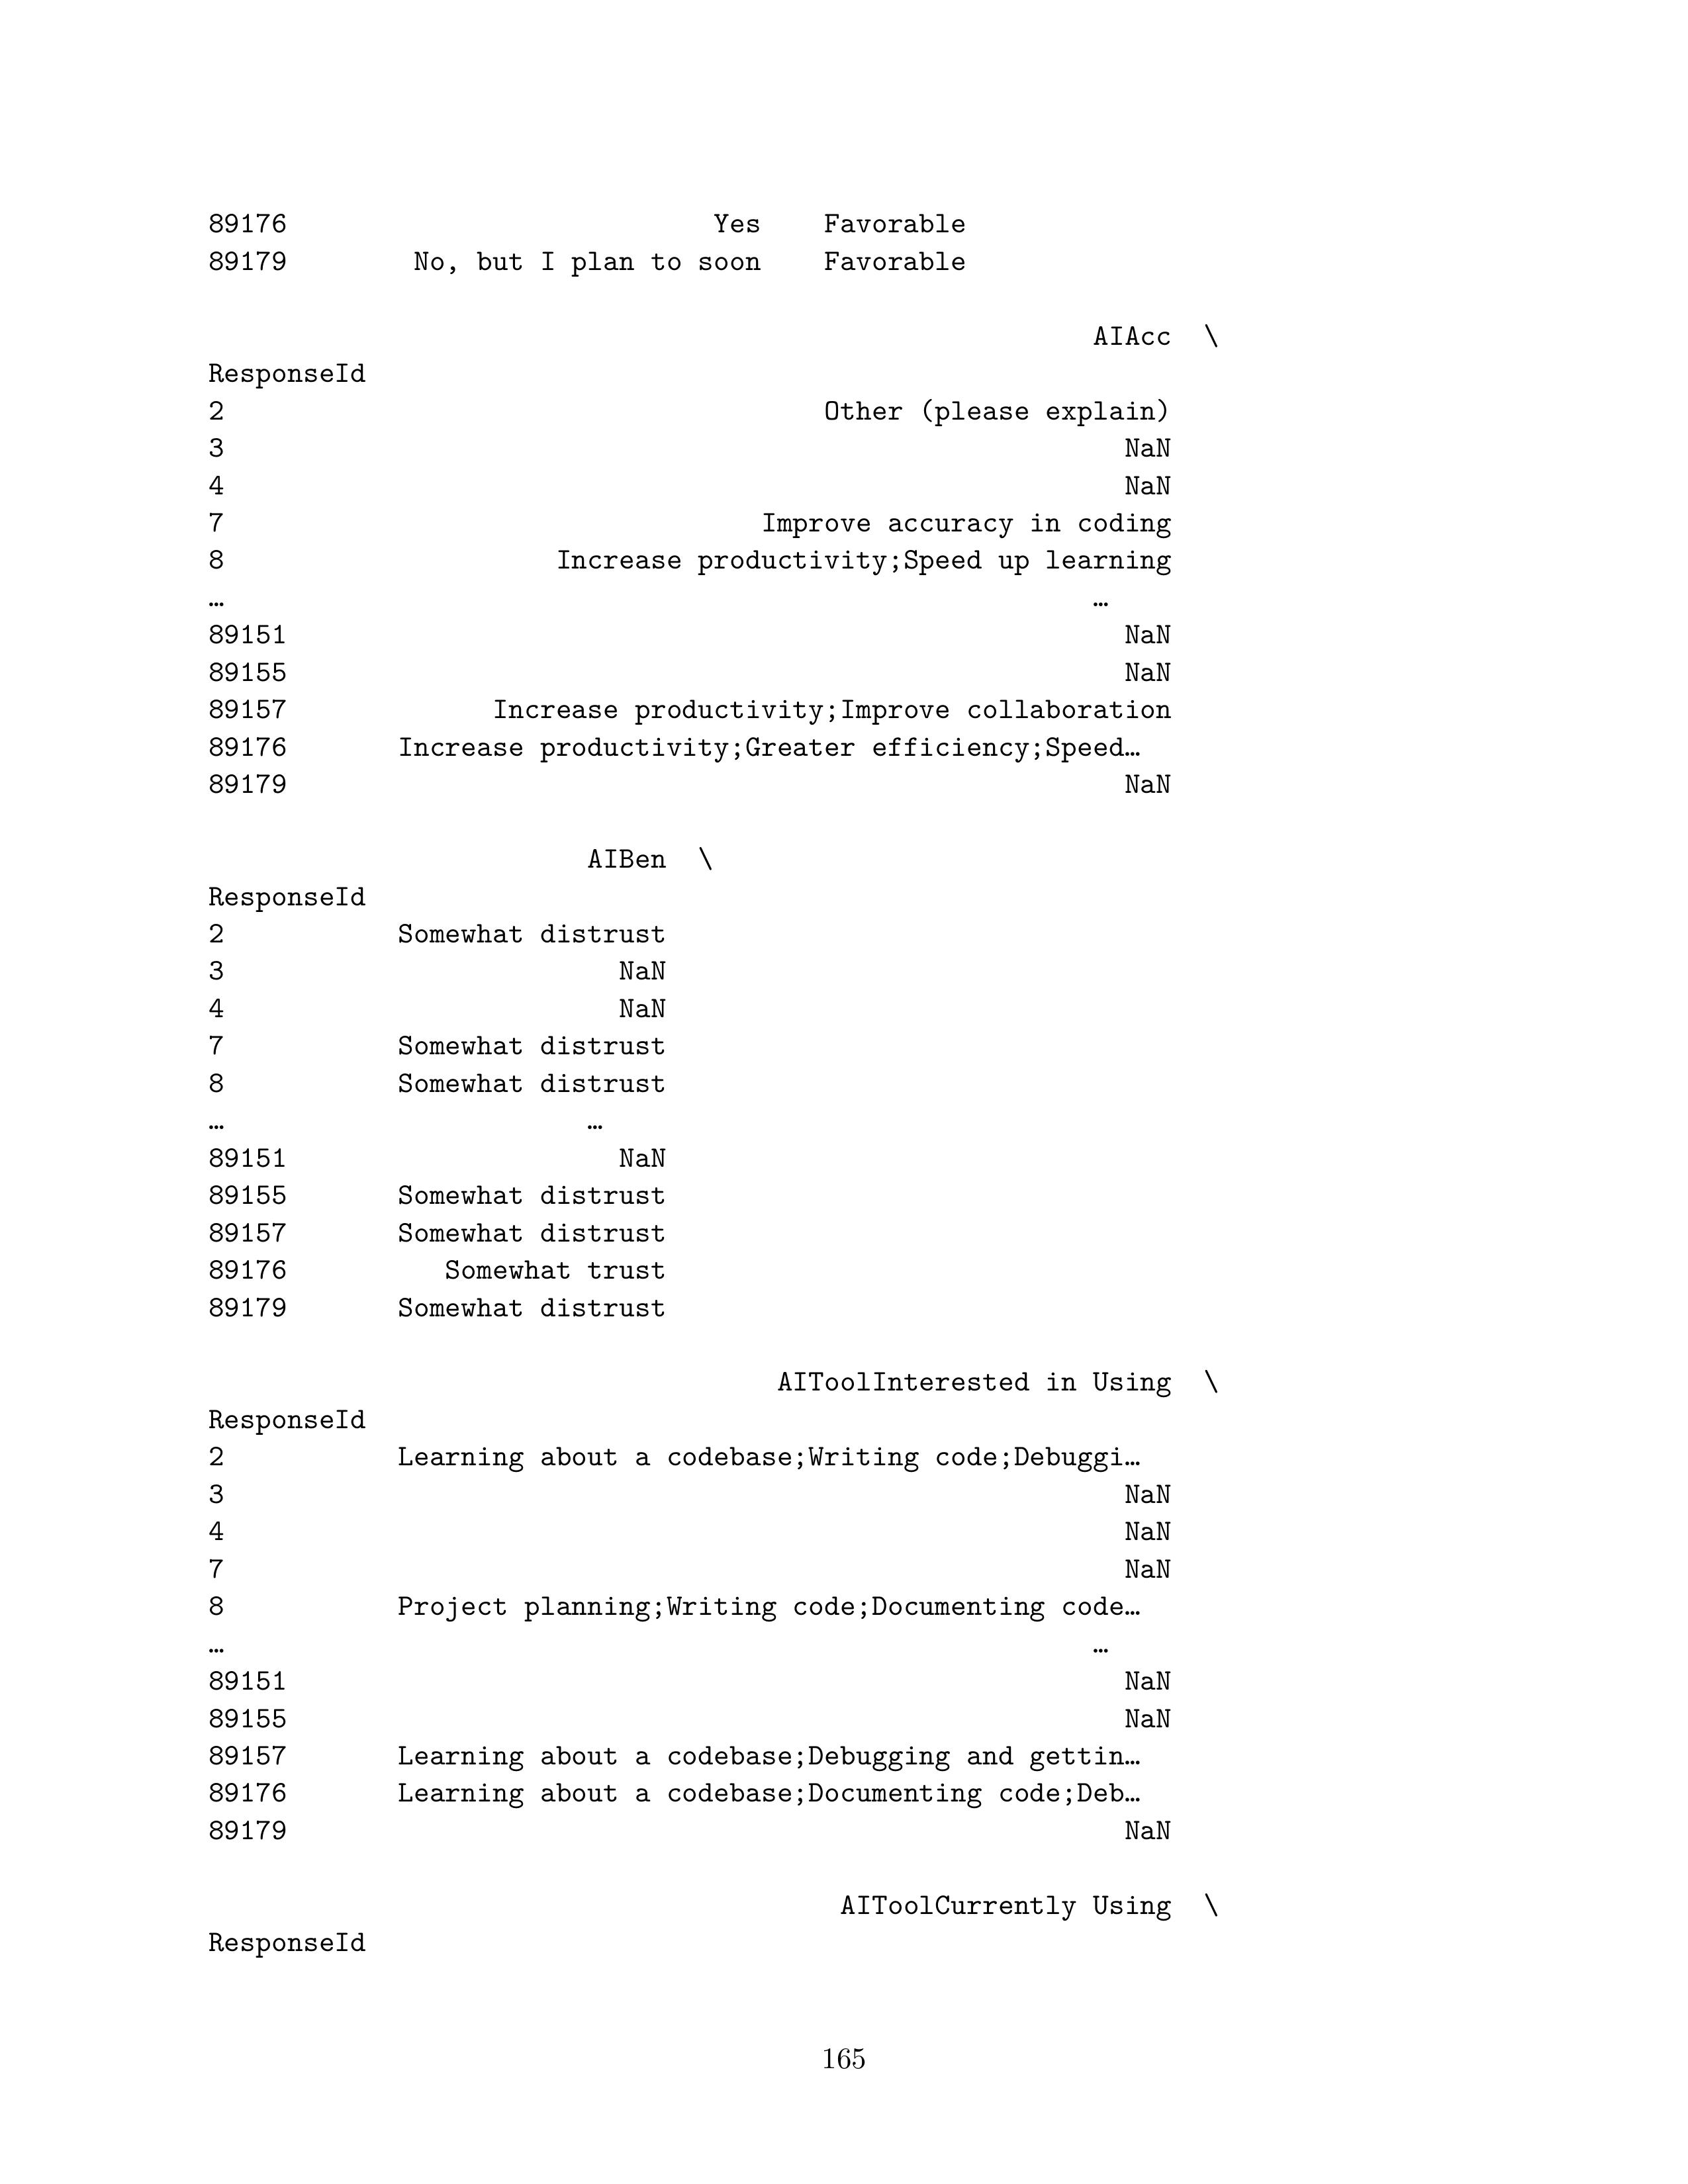 89176 Yes Favorable
89179 No, but I plan to soon Favorable
AIAcc \
ResponseId
2 Other (please explain)
3 NaN
4 NaN
7 Improve accuracy in coding
8 Increase productivity;Speed up learning
… …
89151 NaN
89155 NaN
89157 Increase productivity;Improve collaboration
89176 Increase productivity;Greater efficiency;Speed…
89179 NaN
AIBen \
ResponseId
2 Somewhat distrust
3 NaN
4 NaN
7 Somewhat distrust
8 Somewhat distrust
… …
89151 NaN
89155 Somewhat distrust
89157 Somewhat distrust
89176 Somewhat trust
89179 Somewhat distrust
AIToolInterested in Using \
ResponseId
2 Learning about a codebase;Writing code;Debuggi…
3 NaN
4 NaN
7 NaN
8 Project planning;Writing code;Documenting code…
… …
89151 NaN
89155 NaN
89157 Learning about a codebase;Debugging and gettin…
89176 Learning about a codebase;Documenting code;Deb…
89179 NaN
AIToolCurrently Using \
ResponseId
165